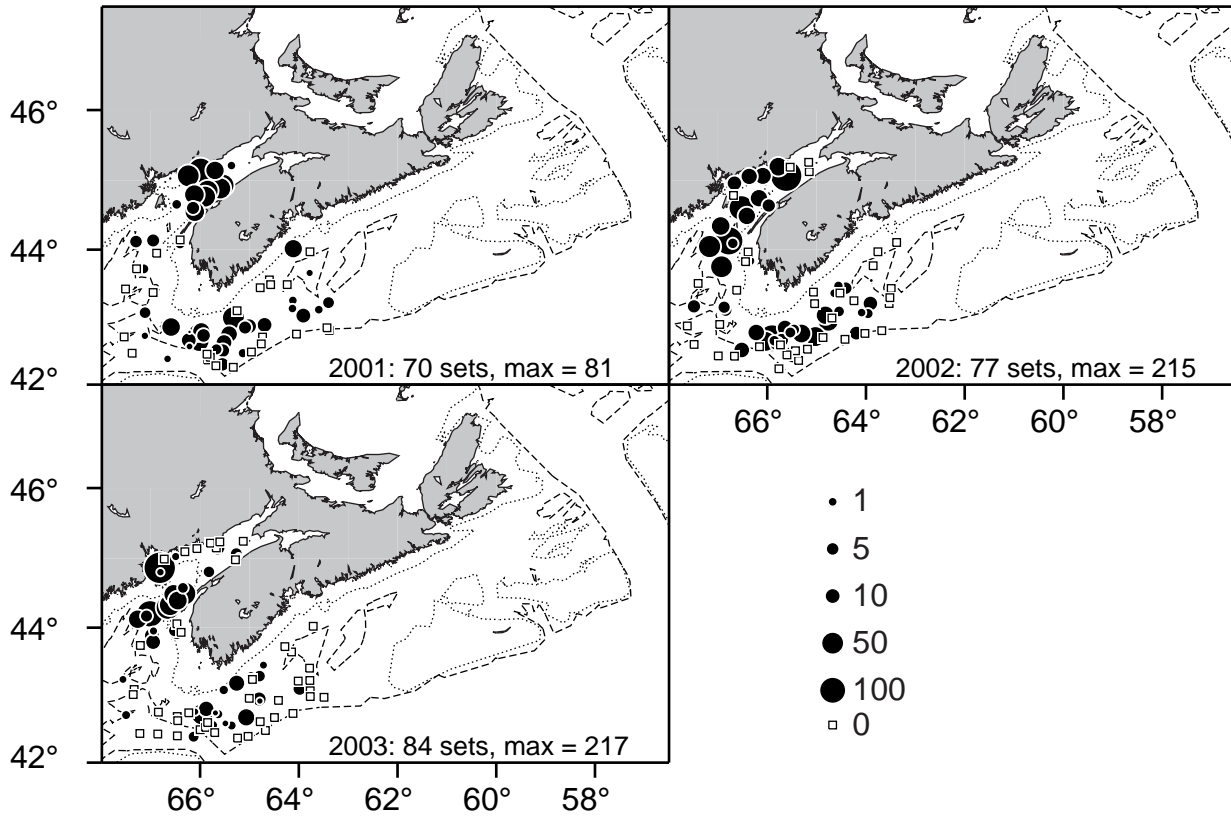 46°
44°
42°
2001: 70 sets, max = 81
2002: 77 sets, max = 215
66° 64° 62° 60° 58°
46°
44°
42°
2003: 84 sets, max = 217
66° 64° 62° 60° 58°
1
5
10
50
100
0